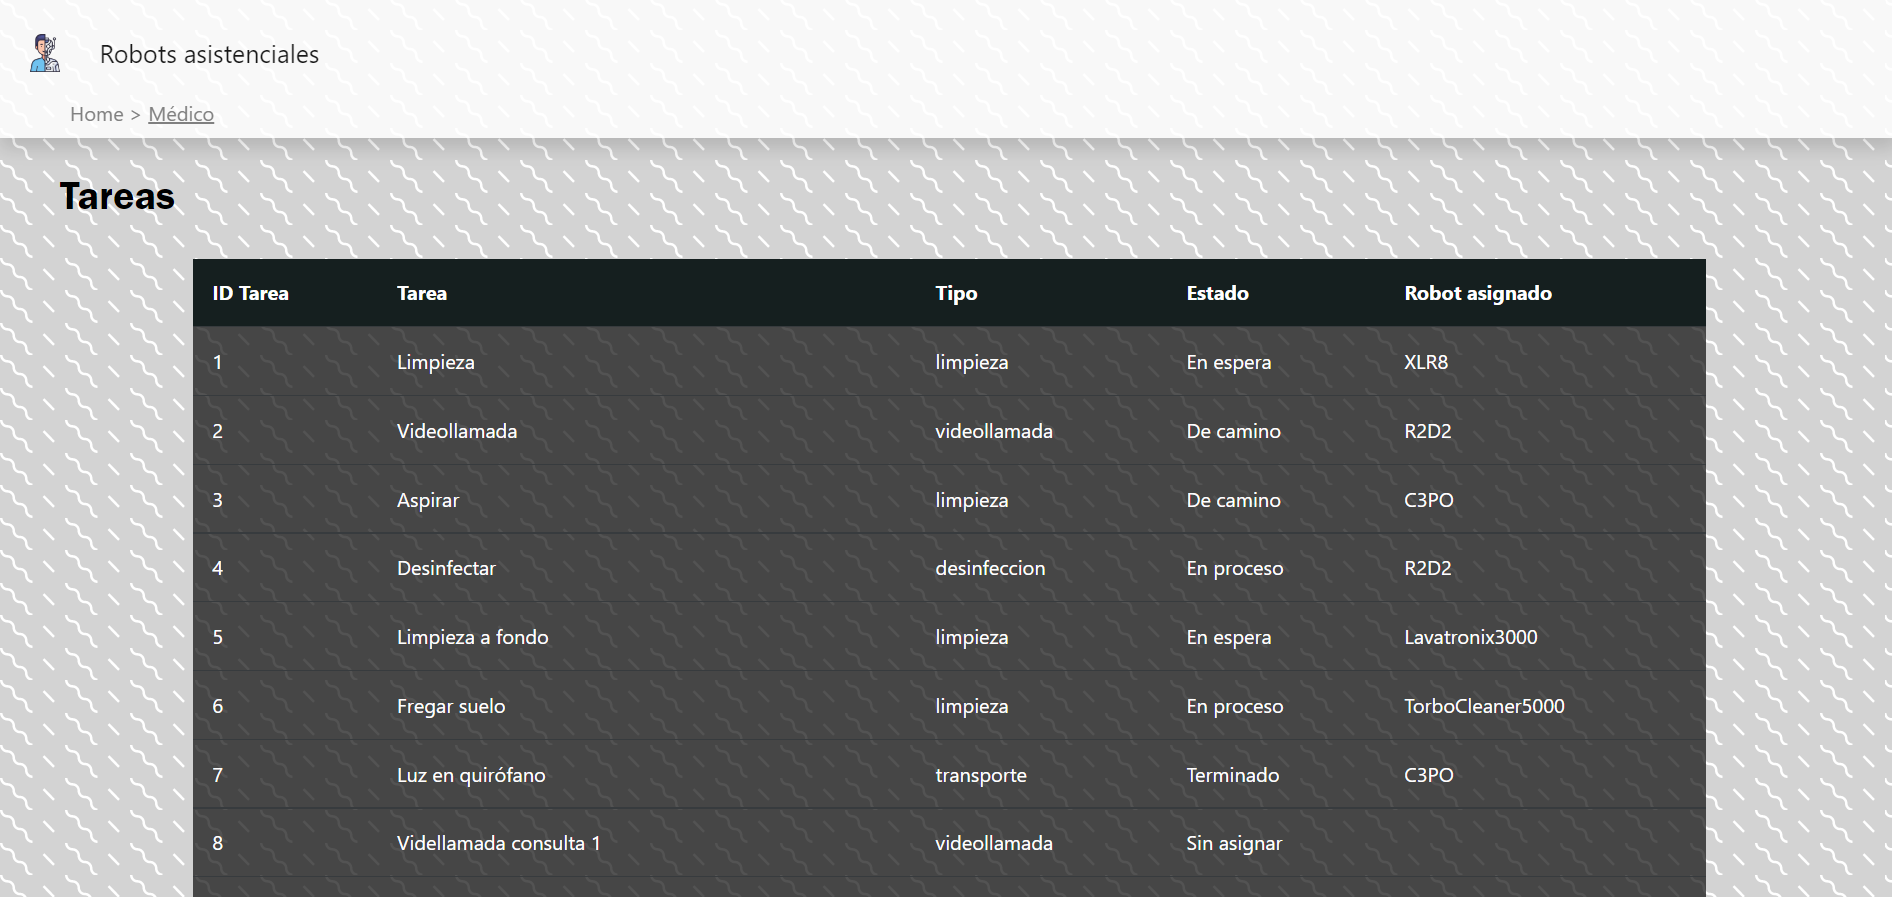 Robots asistenciales
Home > Médico
Tareas
ID Tarea Tarea Tipo Estado Robot asignado
1 Limpieza limpieza En espera XLR8
2 Videollamada videollamada De camino R2D2
3 Aspirar limpieza De camino C3PO
4 Desinfectar desinfeccion En proceso R2D2
5 Limpieza a fondo limpieza En espera Lavatronix3000
6 Fregar suelo limpieza En proceso TorboCleaner5000
7 Luz en quirófano transporte Terminado C3PO
8 Videllamada consulta 1 videollamada Sin asignar